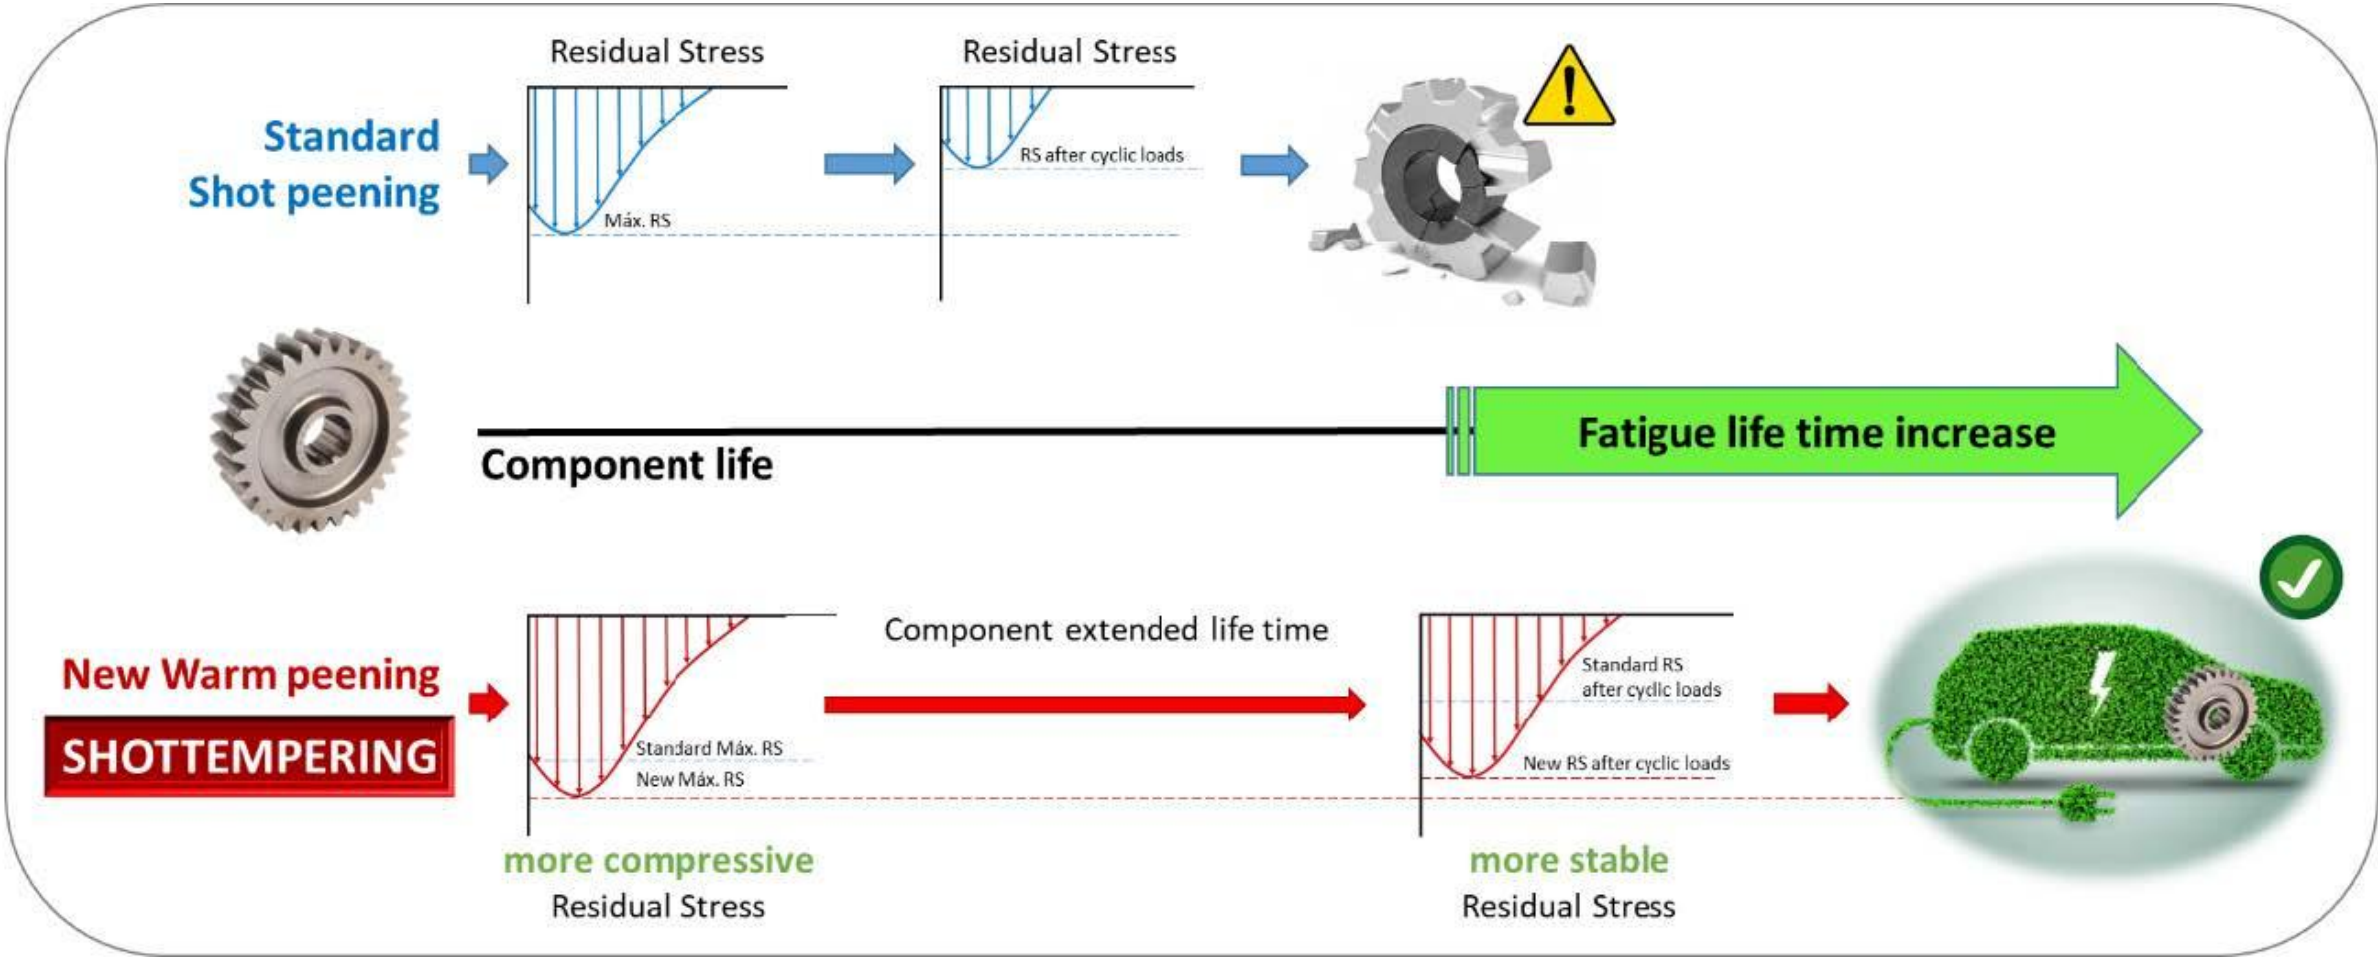 Residual Stress
Residual Stress
Standard
Shot peening
RS after cyclic loads
Máx. RS
Fatigue life time increase
Component life
New Warm peening
SHOTTEMPERING
Component extended life time
Standard RS
after cyclic loads
Standard Máx. RS
New Máx. RS
New RS after cyclic loads
more compressive
Residual Stress
more stable
Residual Stress